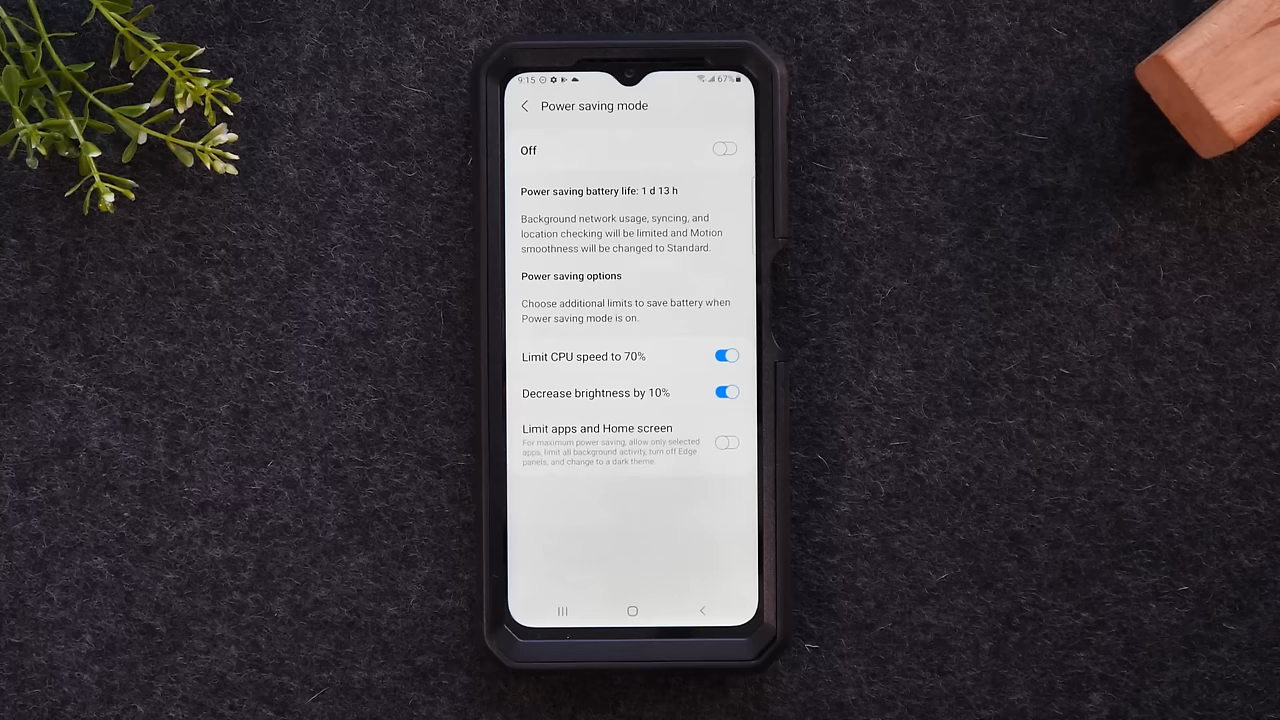 9:15
67%
Power saving mode
Off
Power saving battery life: 1 d 13 h
Background network usage, syncing, and
location checking will be limited and Motion
smoothness will be changed to Standard.
Power saving options
Choose additional limits to save battery when
Power saving mode is on.
Limit CPU speed to 70%
Decrease brightness by 10%
Limit apps and Home screen
For maximum power saving, allow only selected
apps, limit all background activity, turn off Edge
panels, and change to a dark theme.